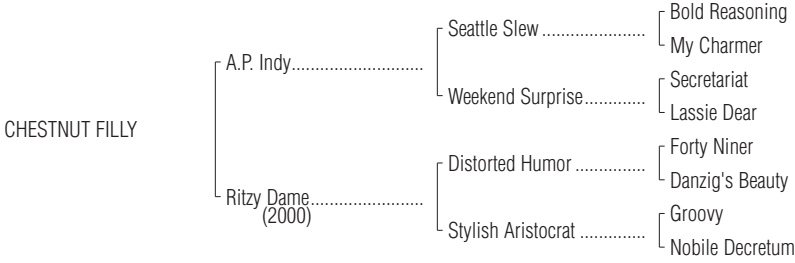 Bold Reasoning
Seattle Slew ......................
My Charmer
A.P. Indy............................
Secretariat
Weekend Surprise.............
Lassie Dear
CHESTNUT FILLY
Forty Niner
Distorted Humor ...............
Danzig's Beauty
Ritzy Dame........................
(2000)
Groovy
Stylish Aristocrat ..............
Nobile Decretum